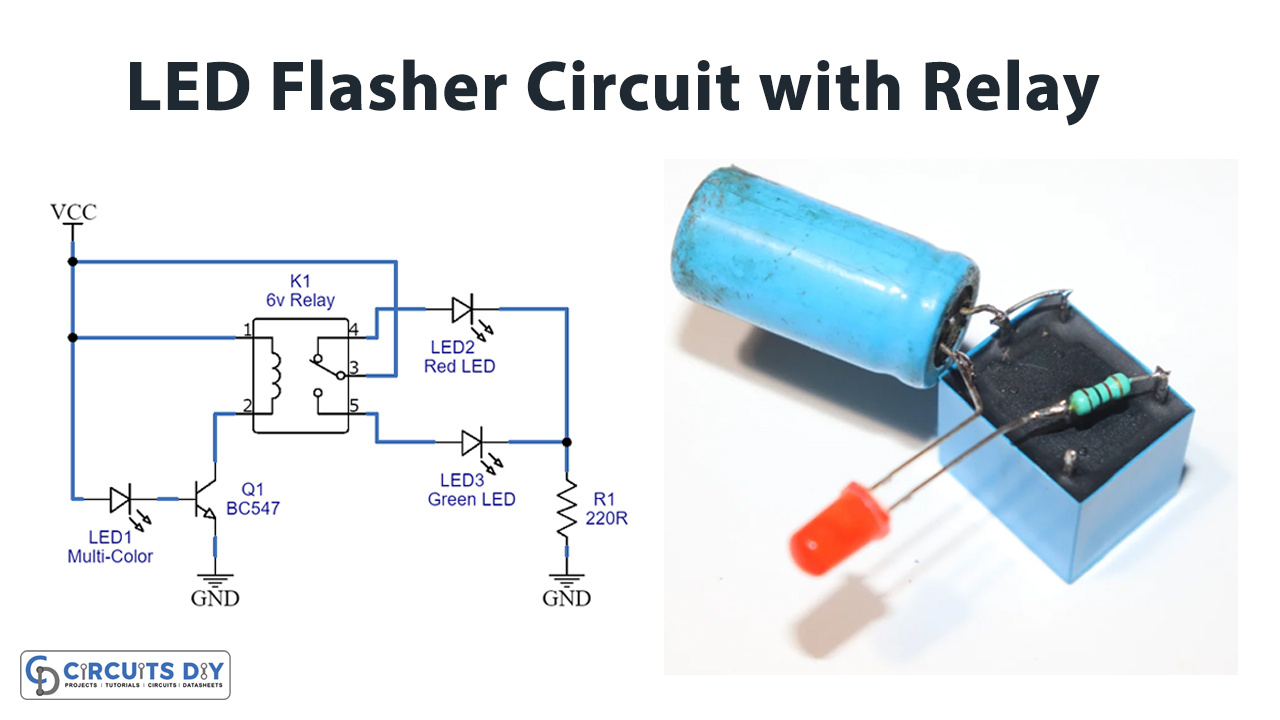 LED Flasher Circuit with Relay
VCC
K1
6v Relay
1
4
LED2
Red LED
3
2
5
LED3
Green LED
Q1
BC547
R1
220R
LED1
Multi-Color
GND
GND
CD CIRCUITS DIY
PROJECTS | TUTORIALS | CIRCUITS | DATASHEETS